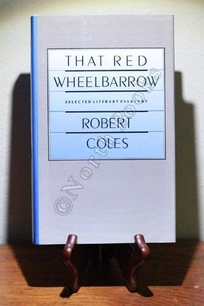 THAT RED
WHEELBARROW
SELECTED LITERARY ESSAYS BY
ROBERT
COLES